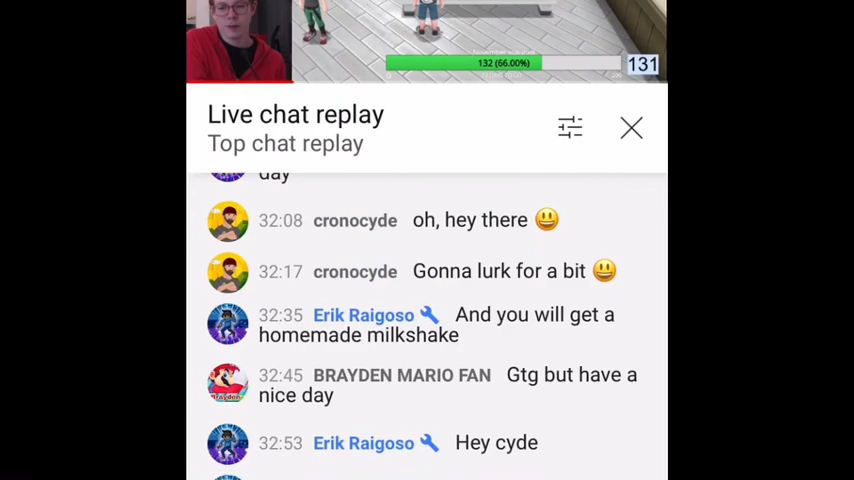 132 (66.00%)
131
Live chat replay
Top chat replay
day
32:08 cronocyde oh, hey there 😃
32:17 cronocyde Gonna lurk for a bit 😃
32:35 Erik Raigoso And you will get a
homemade milkshake
32:45 BRAYDEN MARIO FAN Gtg but have a
nice day
32:53 Erik Raigoso Hey cyde